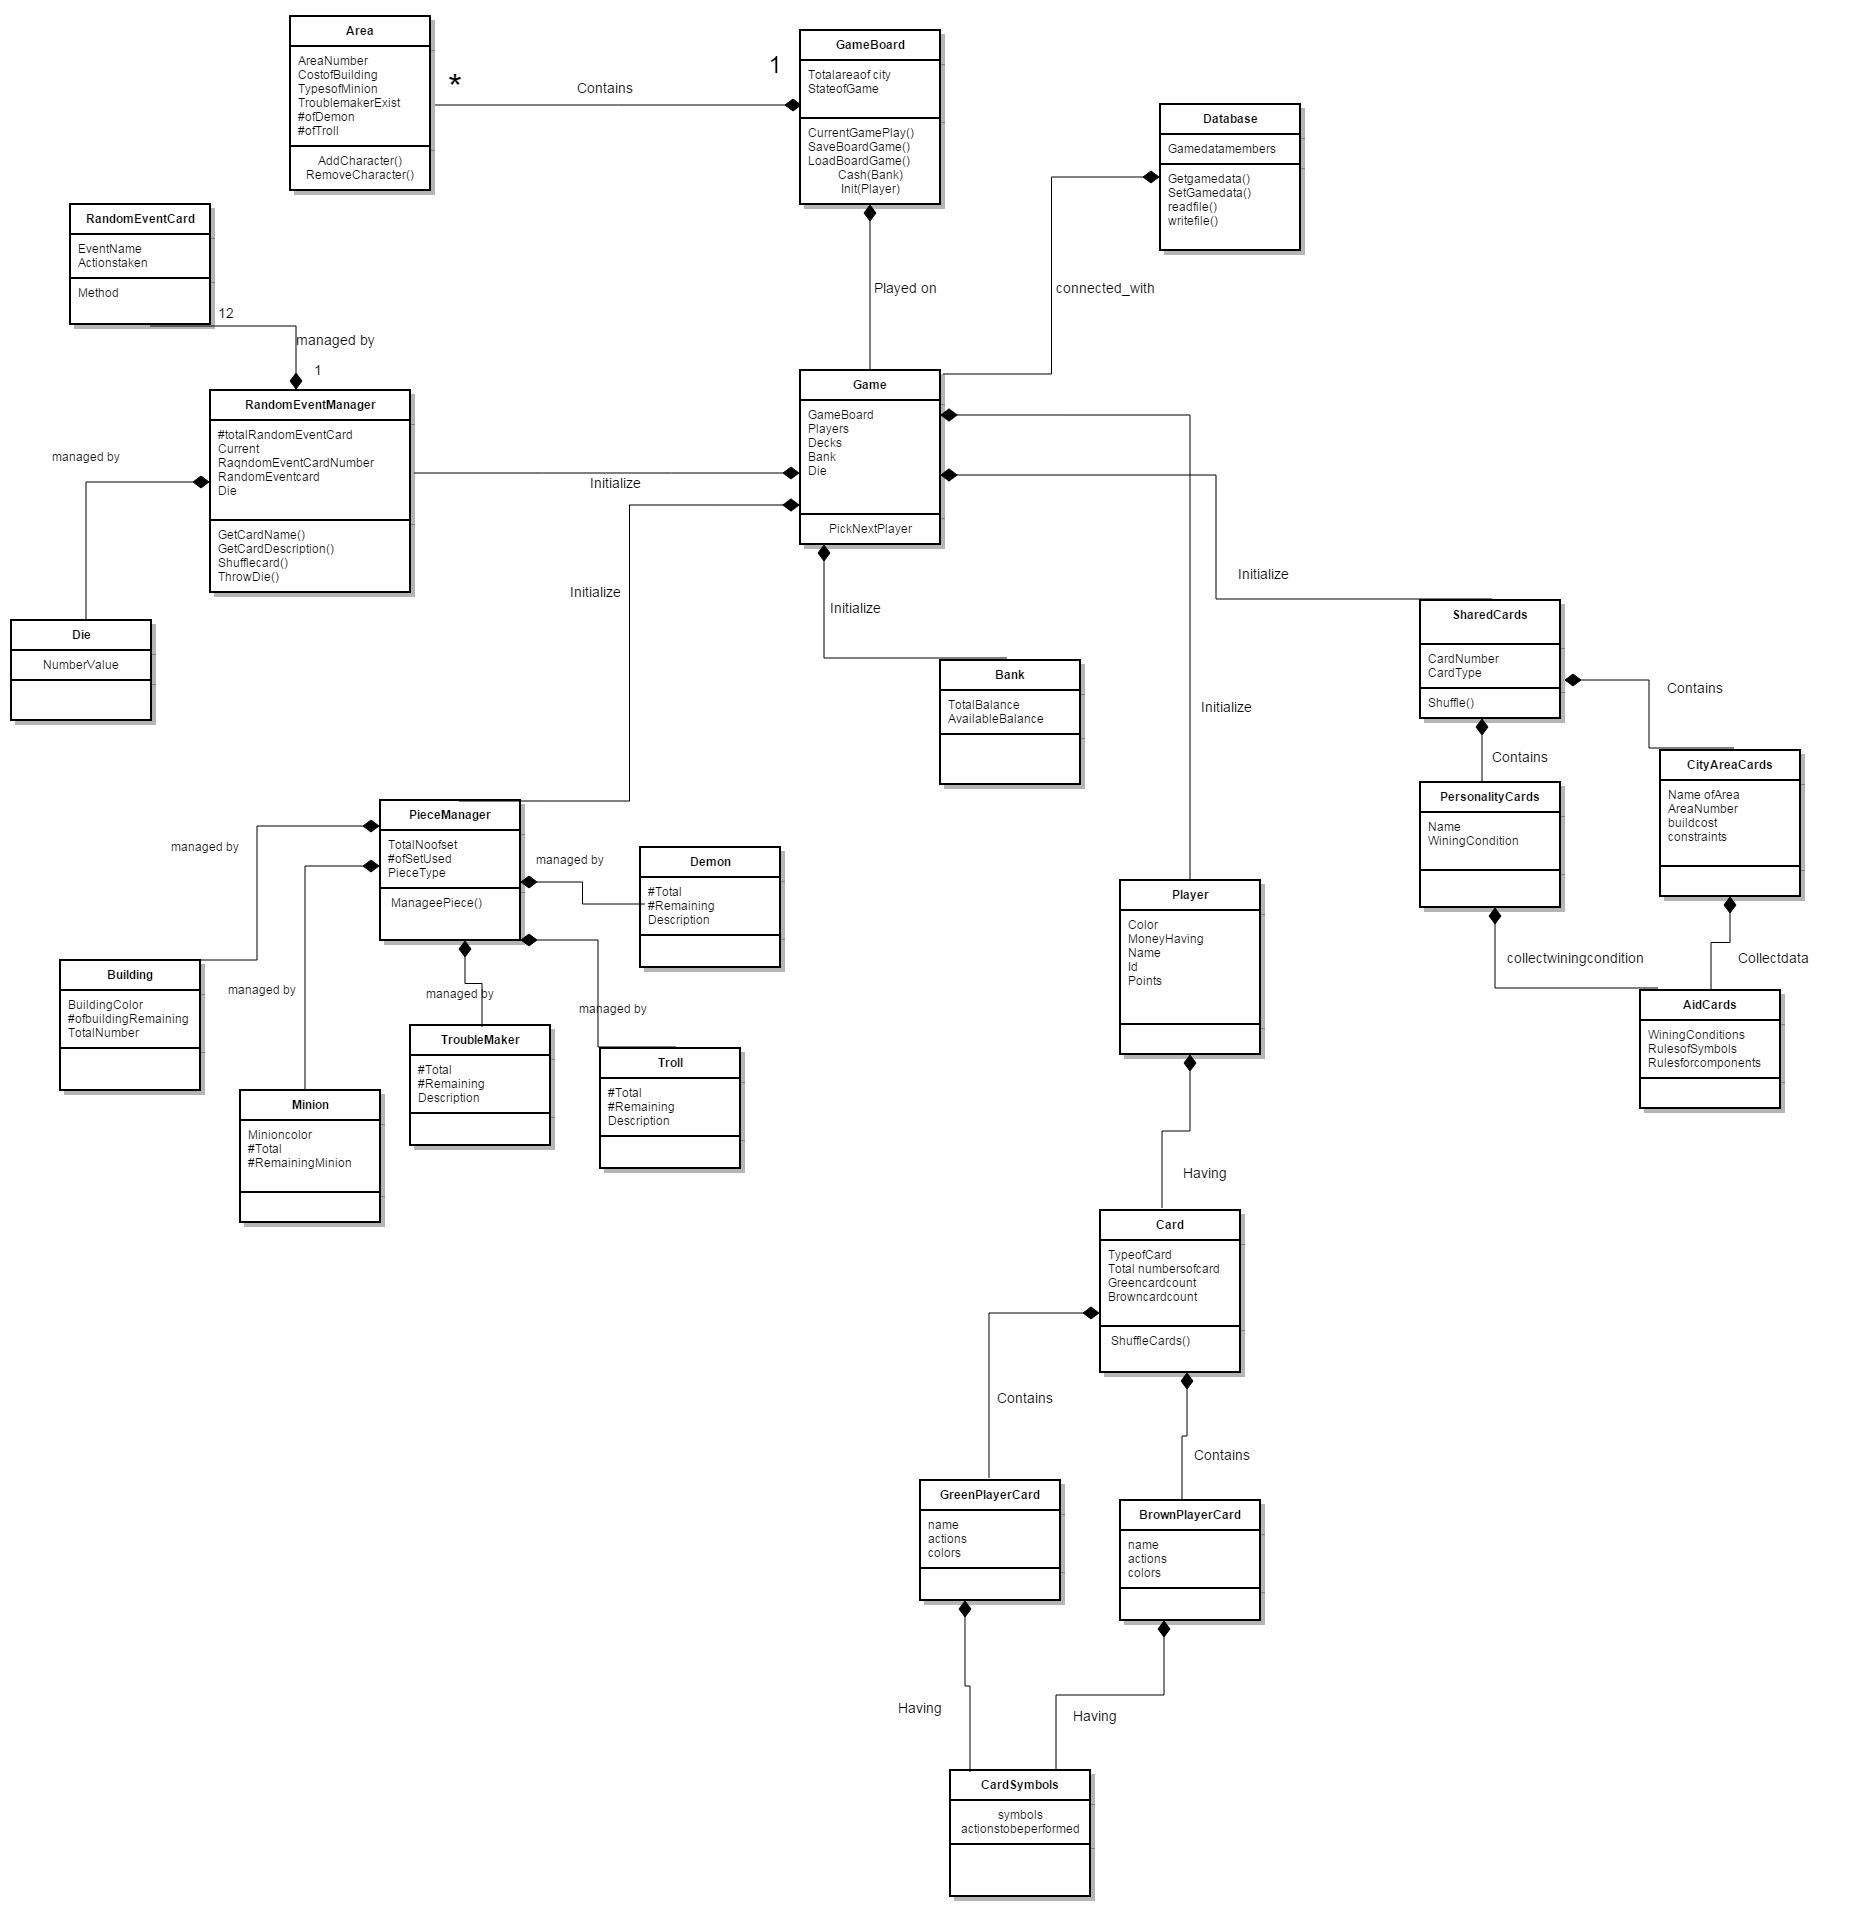 Area
AreaNumber
CostofBuilding
TypesofMinion
TroublemakerExist
#ofDemon
#ofTroll
AddCharacter()
RemoveCharacter()
*
Contains
1
GameBoard
Totalareaof city
StateofGame
CurrentGamePlay()
SaveBoardGame()
LoadBoardGame()
Cash(Bank)
Init(Player)
Database
Gamedatamembers
Getgamedata()
SetGamedata()
readfile()
writefile()
RandomEventCard
EventName
Actionstaken
Method
12
managed by
1
Played on
connected_with
RandomEventManager
#totalRandomEventCard
Current
RaqndomEventCardNumber
RandomEventcard
Die
GetCardName()
GetCardDescription()
Shufflecard()
ThrowDie()
managed by
Die
NumberValue
Initialize
Game
GameBoard
Players
Decks
Bank
Die
PickNextPlayer
Initialize
Initialize
Initialize
Initialize
Bank
TotalBalance
AvailableBalance
SharedCards
CardNumber
CardType
Shuffle()
Contains
Contains
PersonalityCards
Name
WiningCondition
CityAreaCards
Name ofArea
AreaNumber
buildcost
constraints
collectwiningcondition
Collectdata
AidCards
WiningConditions
RulesofSymbols
Rulesforcomponents
PieceManager
TotalNoofset
#ofSetUsed
PieceType
ManageePiece()
managed by
managed by
managed by
managed by
managed by
Demon
#Total
#Remaining
Description
Building
BuildingColor
#ofbuildingRemaining
TotalNumber
Minion
Minioncolor
#Total
#RemainingMinion
TroubleMaker
#Total
#Remaining
Description
Troll
#Total
#Remaining
Description
Player
Color
MoneyHaving
Name
Id
Points
Having
Card
TypeofCard
Total numbersofcard
Greencardcount
Browncardcount
ShuffleCards()
Contains
Contains
GreenPlayerCard
name
actions
colors
BrownPlayerCard
name
actions
colors
Having
Having
CardSymbols
symbols
actionstobeperformed